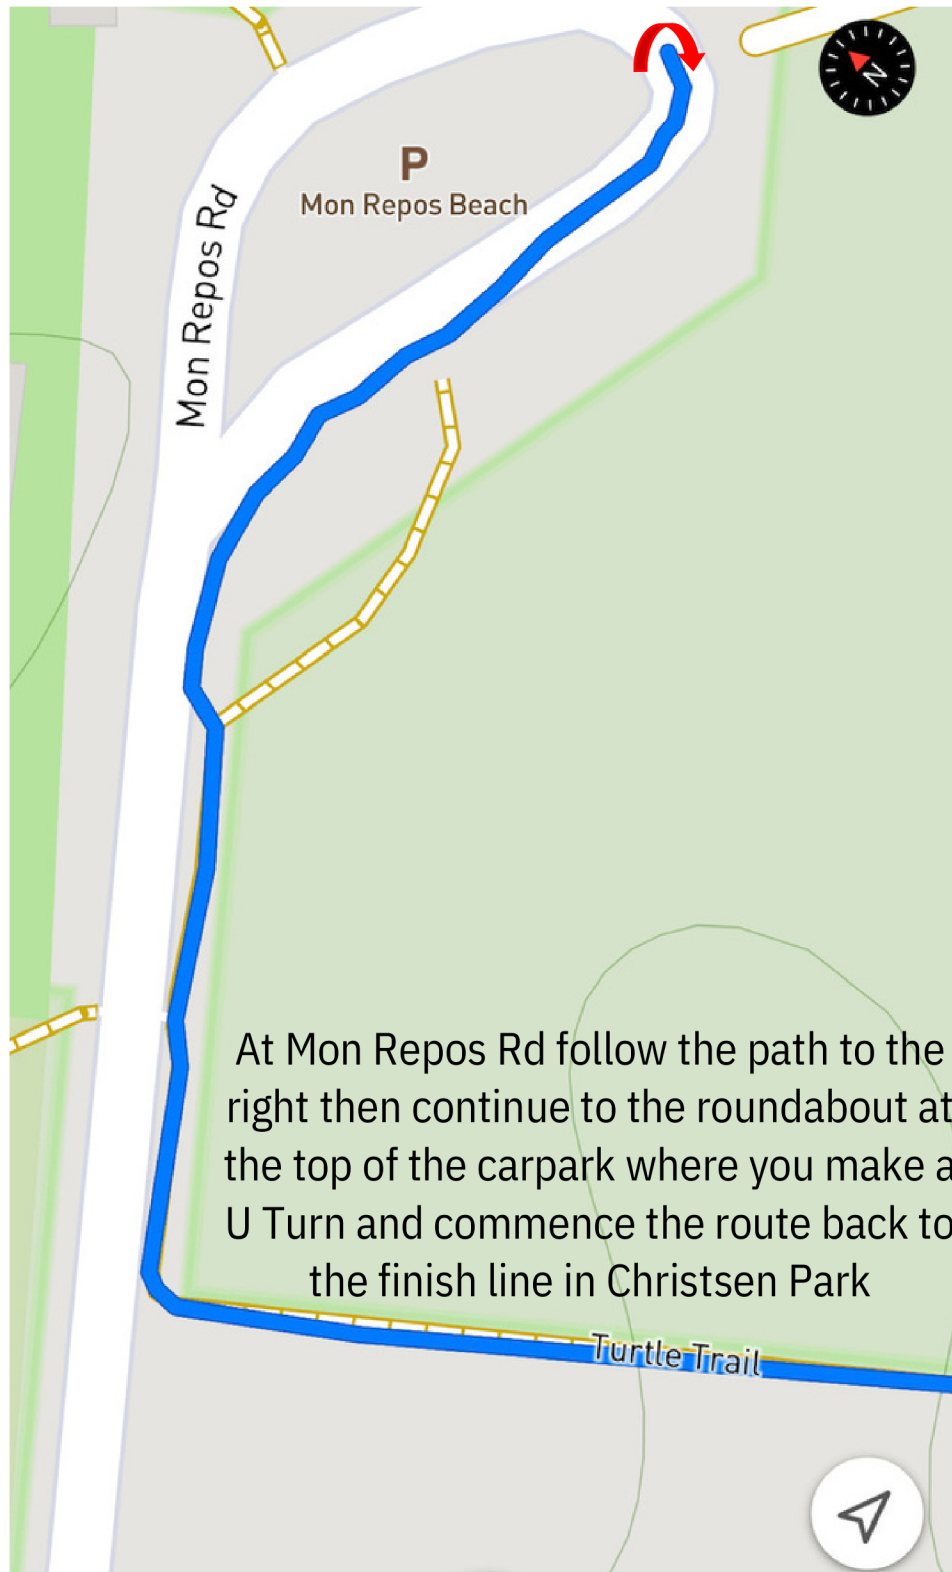 N
P
Mon Repos Beach
Mon Repos Rd
At Mon Repos Rd follow the path to the
right then continue to the roundabout at
the top of the carpark where you make a
U Turn and commence the route back to
the finish line in Christsen Park
Turtle Trail